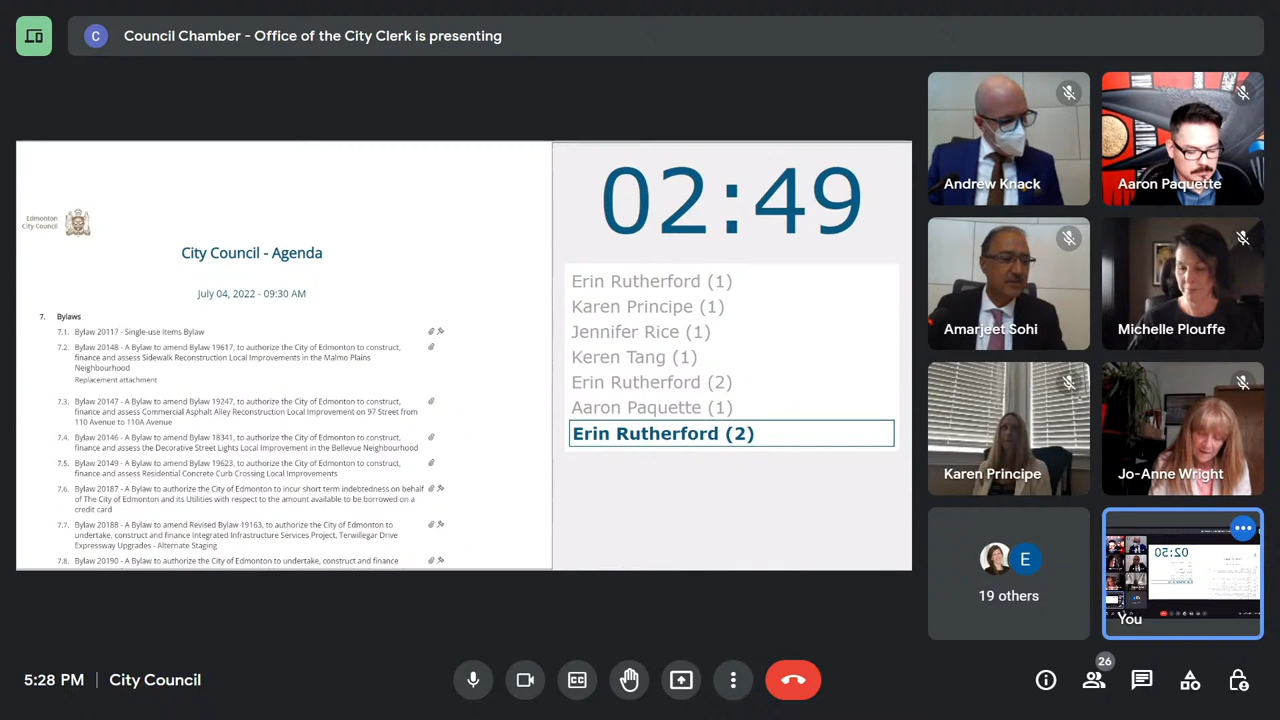 C Council Chamber - Office of the City Clerk is presenting
Edmonton
City Council
City Council - Agenda
July 04, 2022 - 09:30 AM
7. Bylaws
7.1. Bylaw 20117 - Single-use Items Bylaw
7.2. Bylaw 20148 - A Bylaw to amend Bylaw 19617, to authorize the City of Edmonton to construct,
finance and assess Sidewalk Reconstruction Local Improvements in the Malmo Plains
Neighbourhood
Replacement attachment
7.3. Bylaw 20147 - A Bylaw to amend Bylaw 19247, to authorize the City of Edmonton to construct,
finance and assess Commercial Asphalt Alley Reconstruction Local Improvement on 97 Street from
110 Avenue to 110A Avenue
7.4. Bylaw 20146 - A Bylaw to amend Bylaw 18341, to authorize the City of Edmonton to construct,
finance and assess the Decorative Street Lights Local Improvement in the Bellevue Neighbourhood
7.5. Bylaw 20149 - A Bylaw to amend Bylaw 19623, to authorize the City of Edmonton to construct,
finance and assess Residential Concrete Curb Crossing Local Improvements
7.6. Bylaw 20187 - A Bylaw to authorize the City of Edmonton to incur short term indebtedness on behalf
of The City of Edmonton and its Utilities with respect to the amount available to be borrowed on a
credit card
7.7. Bylaw 20188 - A Bylaw to amend Revised Bylaw 19163, to authorize the City of Edmonton to
undertake, construct and finance Integrated Infrastructure Services Project, Terwillegar Drive
Expressway Upgrades - Alternate Staging
7.8. Bylaw 20190 - A Bylaw to authorize the City of Edmonton to undertake, construct and finance
02:49
Erin Rutherford (1)
Karen Principe (1)
Jennifer Rice (1)
Keren Tang (1)
Erin Rutherford (2)
Aaron Paquette (1)
Erin Rutherford (2)
Andrew Knack
Aaron Paquette
Amarjeet Sohi
Michelle Plouffe
Karen Principe
Jo-Anne Wright
E
19 others
02:50
You
5:28 PM | City Council
CC
26